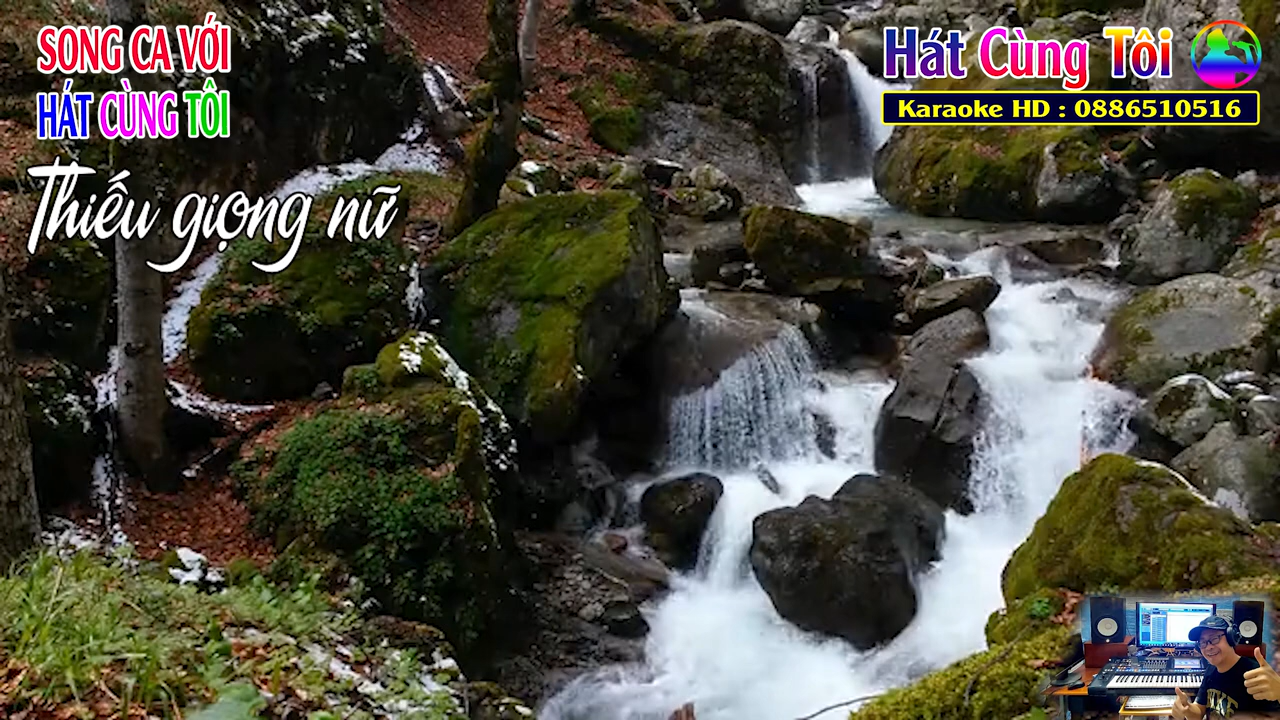 SONG CA VỚI
HÁT CÙNG TÔI
Thiếu giọng nữ
Hát Cùng Tôi
Karaoke HD : 0886510516